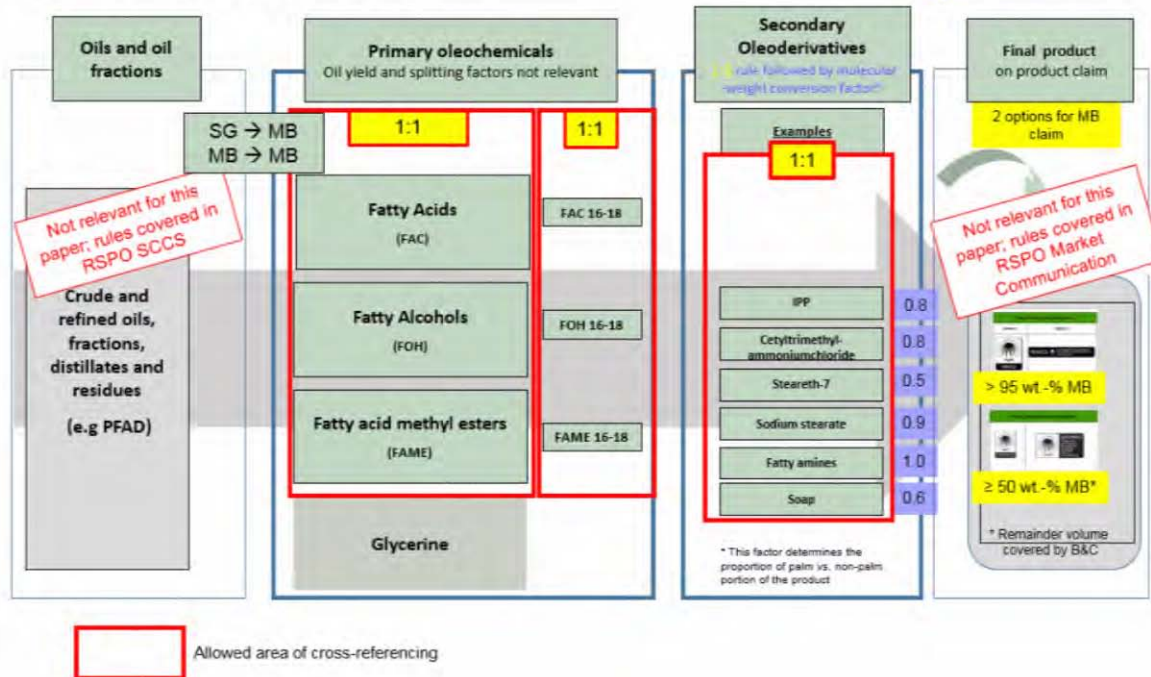 Oils and oil
fractions
SG → MB
MB → MB
Not relevant for this
paper; rules covered in
RSPO SCCS
Crude and
refined oils,
fractions,
distillates and
residues
(e.g PFAD)
Primary oleochemicals
Oil yield and splitting factors not relevant
1:1
1:1
Fatty Acids
(FAC)
FAC 16-18
Fatty Alcohols
(FOH)
FOH 16-18
Fatty acid methyl esters
(FAME)
FAME 16-18
Glycerine
Secondary
Oleoderivatives
rule followed by molecular
weight conversion factor*
Examples
1:1
IPP
0.8
Cetyltrimethyl-
ammoniumchloride
0.8
Steareth-7
0.5
Sodium stearate
0.9
Fatty amines
1.0
Soap
0.6
* This factor determines the
proportion of palm vs. non-palm
portion of the product
Final product
on product claim
2 options for MB
claim
Not relevant for this
paper; rules covered in
RSPO Market
Communication
> 95 wt.-% MB
≥ 50 wt.-% MB*
* Remainder volume
covered by B&C
Allowed area of cross-referencing